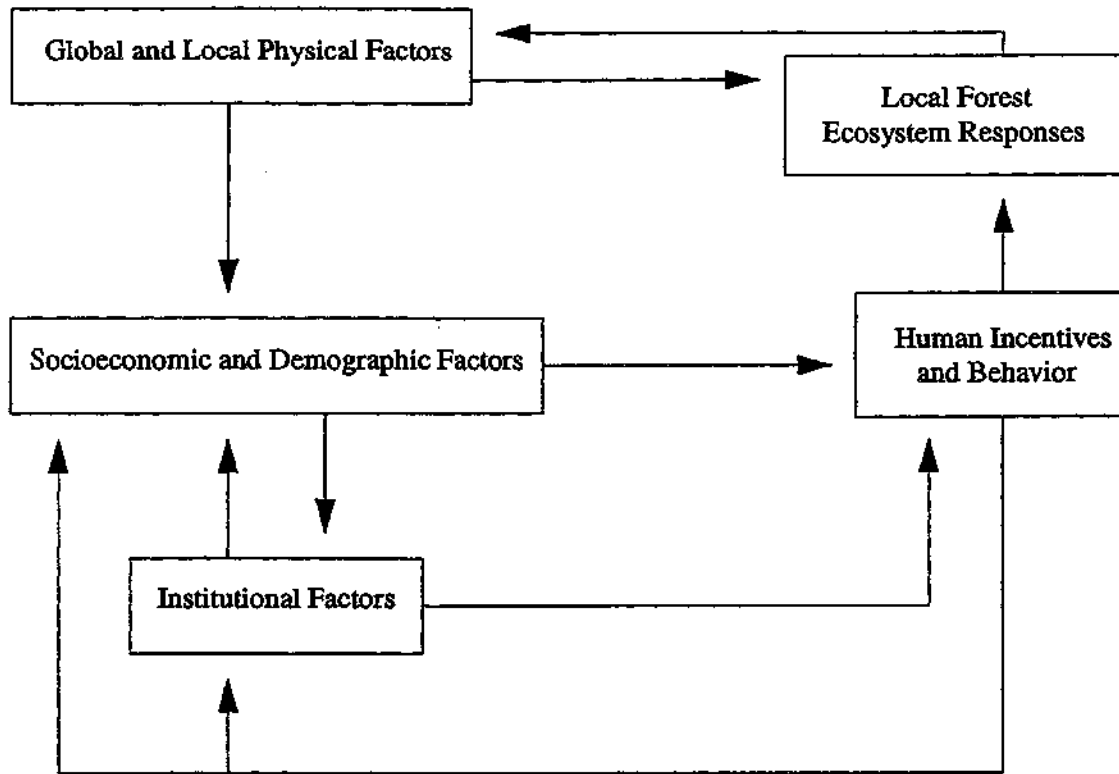 Global and Local Physical Factors
Local Forest
Ecosystem Responses
Socioeconomic and Demographic Factors
Human Incentives
and Behavior
Institutional Factors